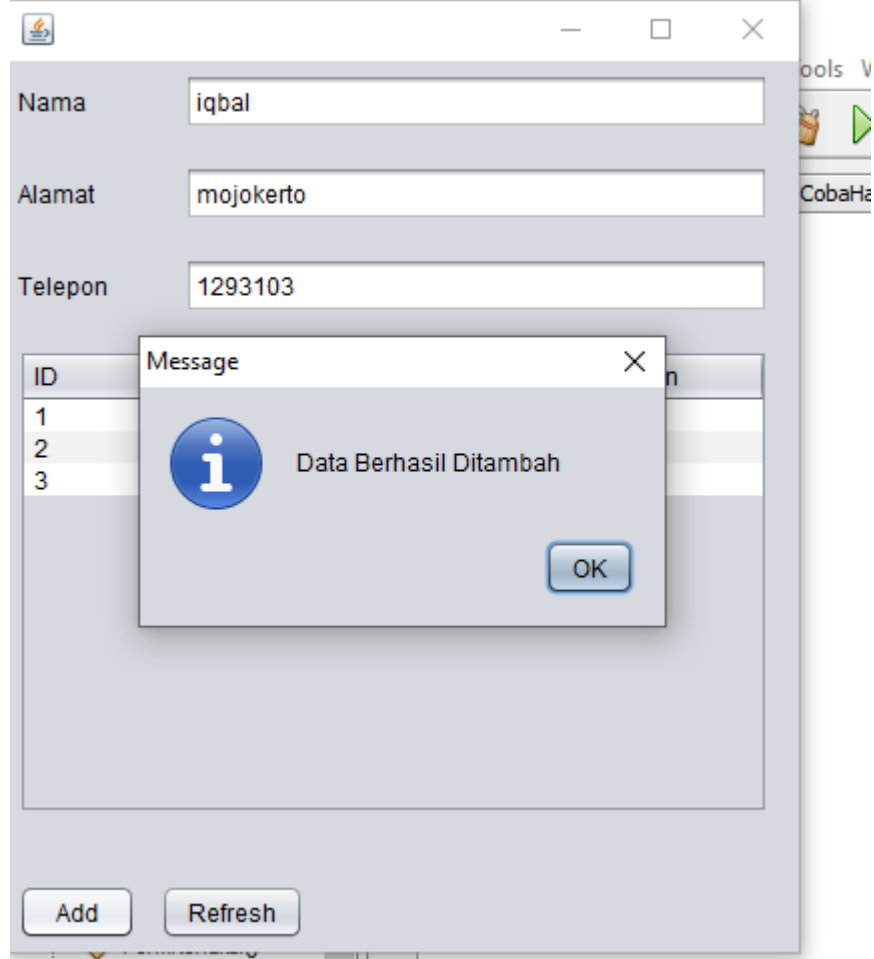 ools
Nama iqbal
CobaHa
Alamat mojokerto
Telepon 1293103
Message
ID n
1
2
3
Data Berhasil Ditambah
OK
Add Refresh